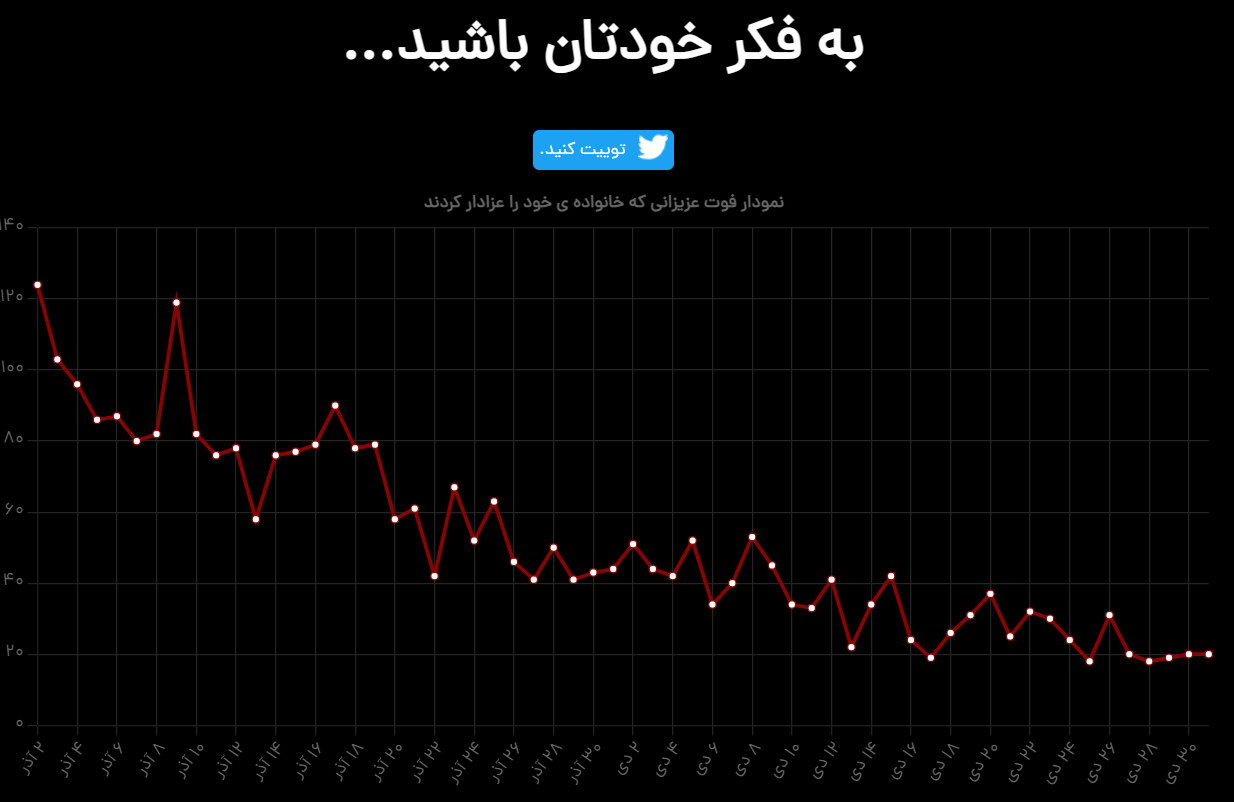 به فکر خودتان باشید...
توییت کنید.
نمودار فوت عزیزانی که خانواده ی خود را عزادار کردند
۱۴۰
۱۲۰
۱۰۰
۸۰
۶۰
۴۰
۲۰
۰
۲ آذر
۴ آذر
۶ آذر
۸ آذر
۱۰ آذر
۱۲ آذر
۱۴ آذر
۱۶ آذر
۱۸ آذر
۲۰ آذر
۲۲ آذر
۲۴ آذر
۲۶ آذر
۲۸ آذر
۳۰ آذر
۲ دی
۴ دی
۶ دی
۸ دی
۱۰ دی
۱۲ دی
۱۴ دی
۱۶ دی
۱۸ دی
۲۰ دی
۲۲ دی
۲۴ دی
۲۶ دی
۲۸ دی
۳۰ دی